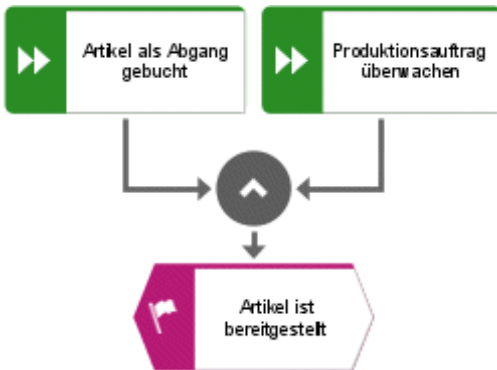 Artikel als Abgang
gebucht
Produktionsauftrag
überwachen
Artikel ist
bereitgestellt